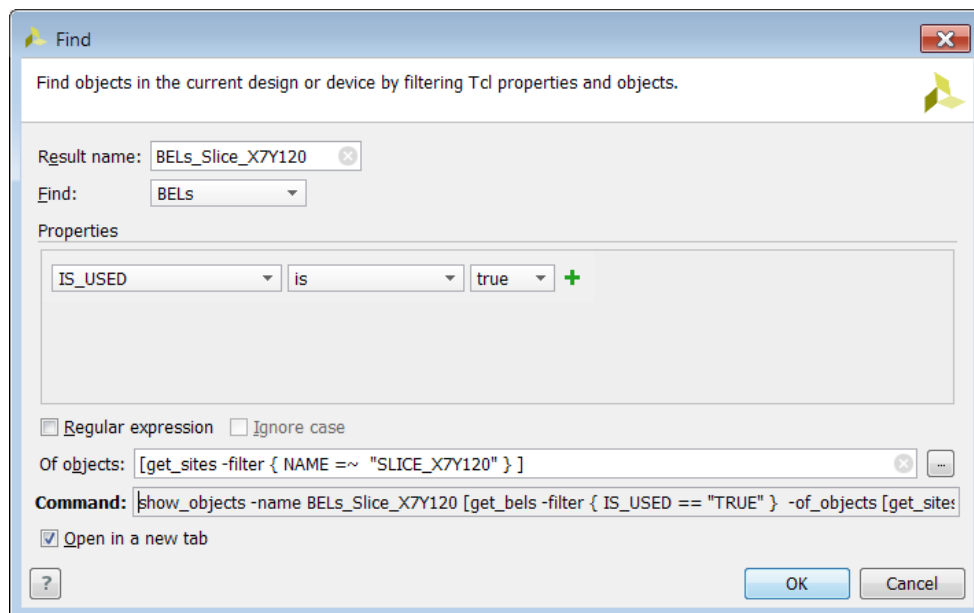 Find
Find objects in the current design or device by filtering Tcl properties and objects.
Result name: BELs_Slice_X7Y120
Find: BELs
Properties
IS_USED is true +
Regular expression Ignore case
Of objects: [get_sites -filter { NAME =~ "SLICE_X7Y120" } ] ...
Command: show_objects -name BELs_Slice_X7Y120 [get_bels -filter { IS_USED == "TRUE" } -of_objects [get_sites
Open in a new tab
? OK Cancel